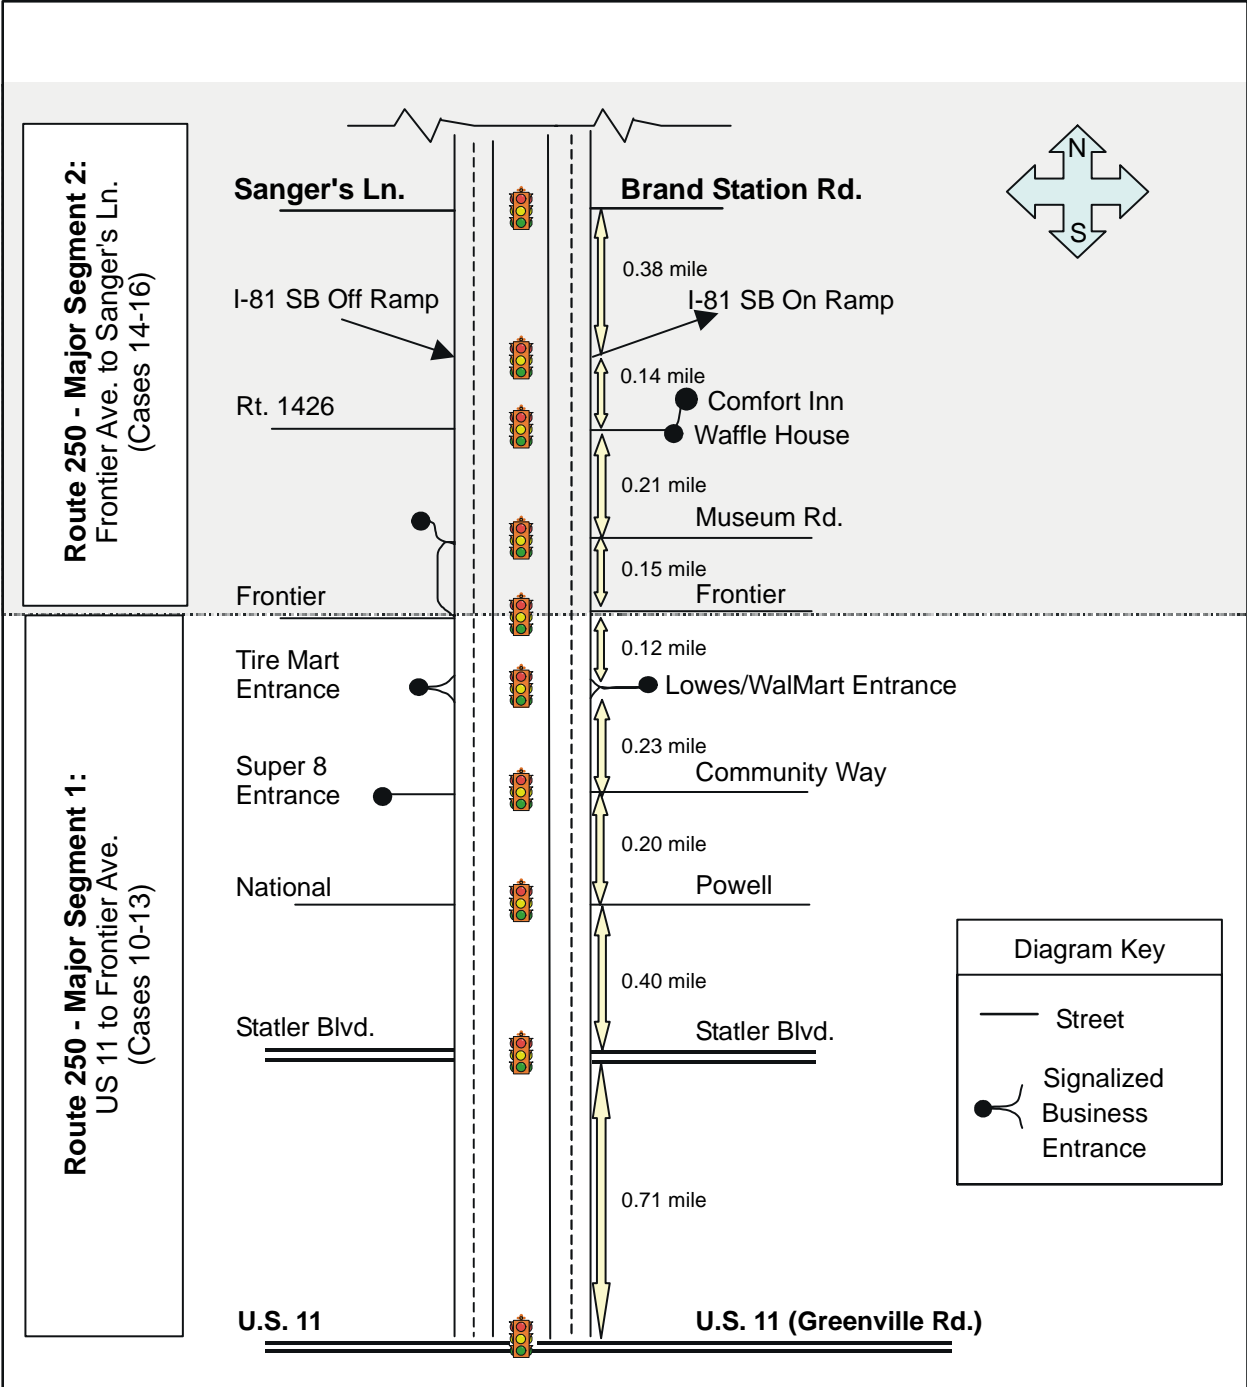 Route 250 - Major Segment 2:
Frontier Ave. to Sanger's Ln.
(Cases 14-16)
Sanger's Ln.
Brand Station Rd.
N
S
0.38 mile
I-81 SB Off Ramp
I-81 SB On Ramp
0.14 mile
Rt. 1426
Comfort Inn
Waffle House
0.21 mile
Museum Rd.
0.15 mile
Frontier
Frontier
0.12 mile
Tire Mart
Entrance
Lowes/WalMart Entrance
0.23 mile
Super 8
Entrance
Community Way
0.20 mile
National
Powell
0.40 mile
Statler Blvd.
Statler Blvd.
0.71 mile
U.S. 11
U.S. 11 (Greenville Rd.)
Route 250 - Major Segment 1:
US 11 to Frontier Ave.
(Cases 10-13)
Diagram Key
Street
Signalized
Business
Entrance